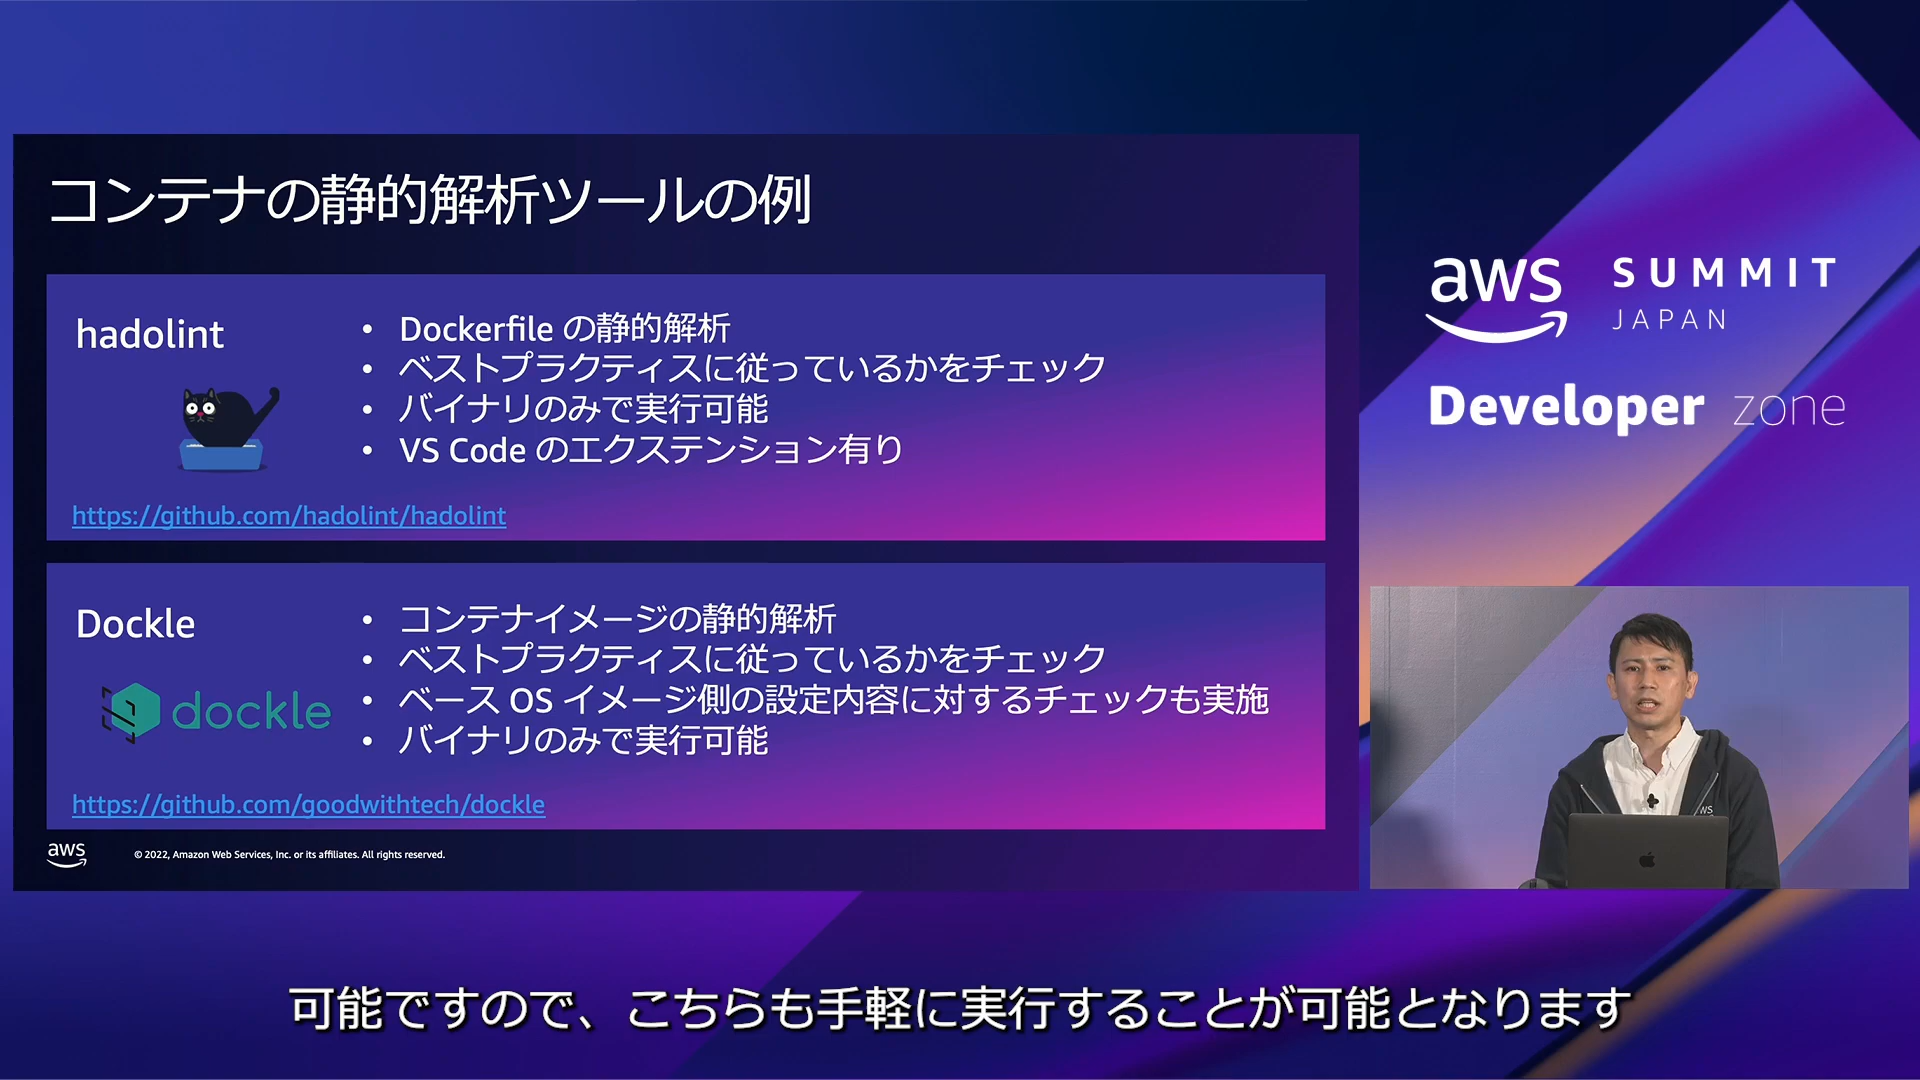 コンテナの静的解析ツールの例
hadolint
• Dockerfile の静的解析
• ベストプラクティスに従っているかをチェック
• バイナリのみで実行可能
• VS Code のエクステンション有り
https://github.com/hadolint/hadolint
Dockle
dockle
• コンテナイメージの静的解析
• ベストプラクティスに従っているかをチェック
• ベース OS イメージ側の設定内容に対するチェックも実施
• バイナリのみで実行可能
https://github.com/goodwithtech/dockle
aws
© 2022, Amazon Web Services, Inc. or its affiliates. All rights reserved.
aws SUMMIT
JAPAN
Developer zone
可能ですので、こちらも手軽に実行することが可能となります